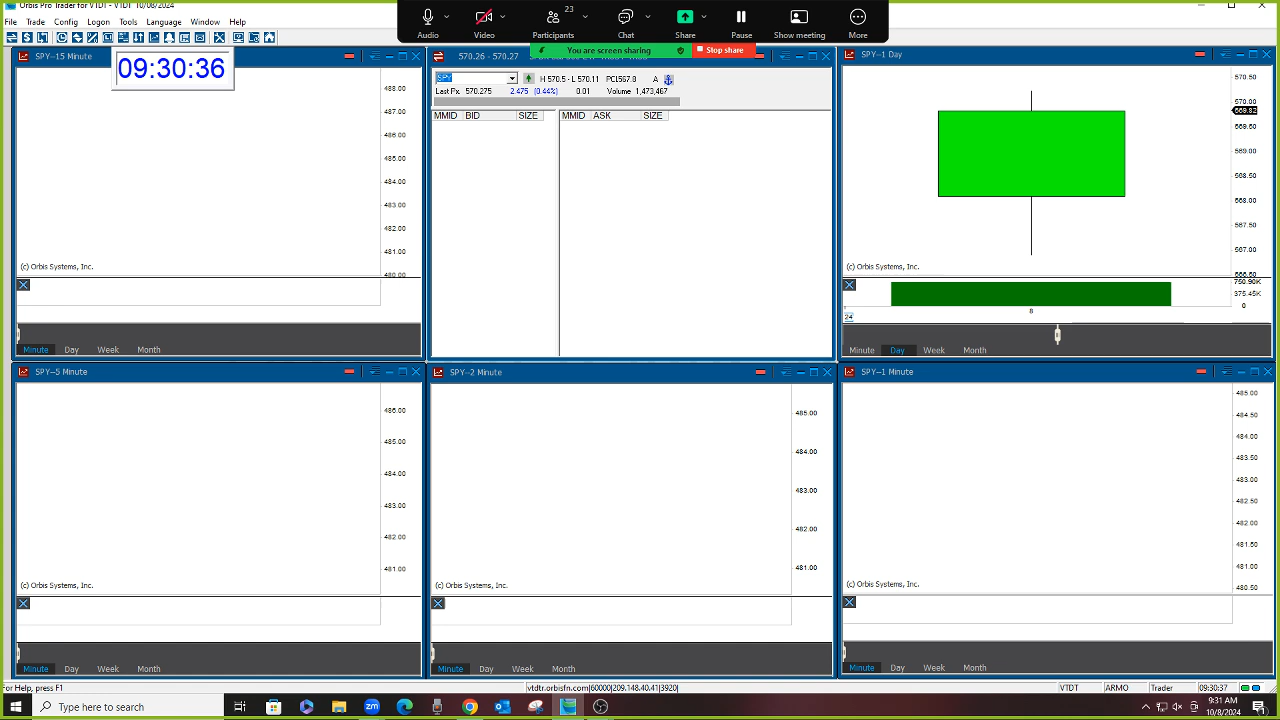 Orbis Pro Trader for VTDT - VTDT 10/08/2024
File Trade Config Logon Tools Language Window Help
Audio Video Participants 23 Chat Share Pause Show meeting More
You are screen sharing Stop share
SPY--15 Minute
09:30:36
488.00
487.00
486.00
485.00
484.00
483.00
482.00
481.00
480.00
(c) Orbis Systems, Inc.
Minute Day Week Month
570.26 - 570.27
SPY H 570.5 - L 570.11 PCL567.8 A
Last Px. 570.275 2.475 (0.44%) 0.01 Volume 1,473,467
MMID BID SIZE MMID ASK SIZE
SPY--1 Day
570.50
570.00
569.82
569.50
569.00
568.50
568.00
567.50
567.00
566.50
(c) Orbis Systems, Inc.
750.90K
375.45K
0
8
24
Minute Day Week Month
SPY--5 Minute
486.00
485.00
484.00
483.00
482.00
481.00
(c) Orbis Systems, Inc.
Minute Day Week Month
SPY--2 Minute
485.00
484.00
483.00
482.00
481.00
(c) Orbis Systems, Inc.
Minute Day Week Month
SPY--1 Minute
485.00
484.50
484.00
483.50
483.00
482.50
482.00
481.50
481.00
480.50
(c) Orbis Systems, Inc.
Minute Day Week Month
For Help, press F1 vtdtr.orbisfn.com|60000|209.148.40.41|3920| VTDT ARMO Trader 09:30:37
Type here to search
9:31 AM
10/8/2024